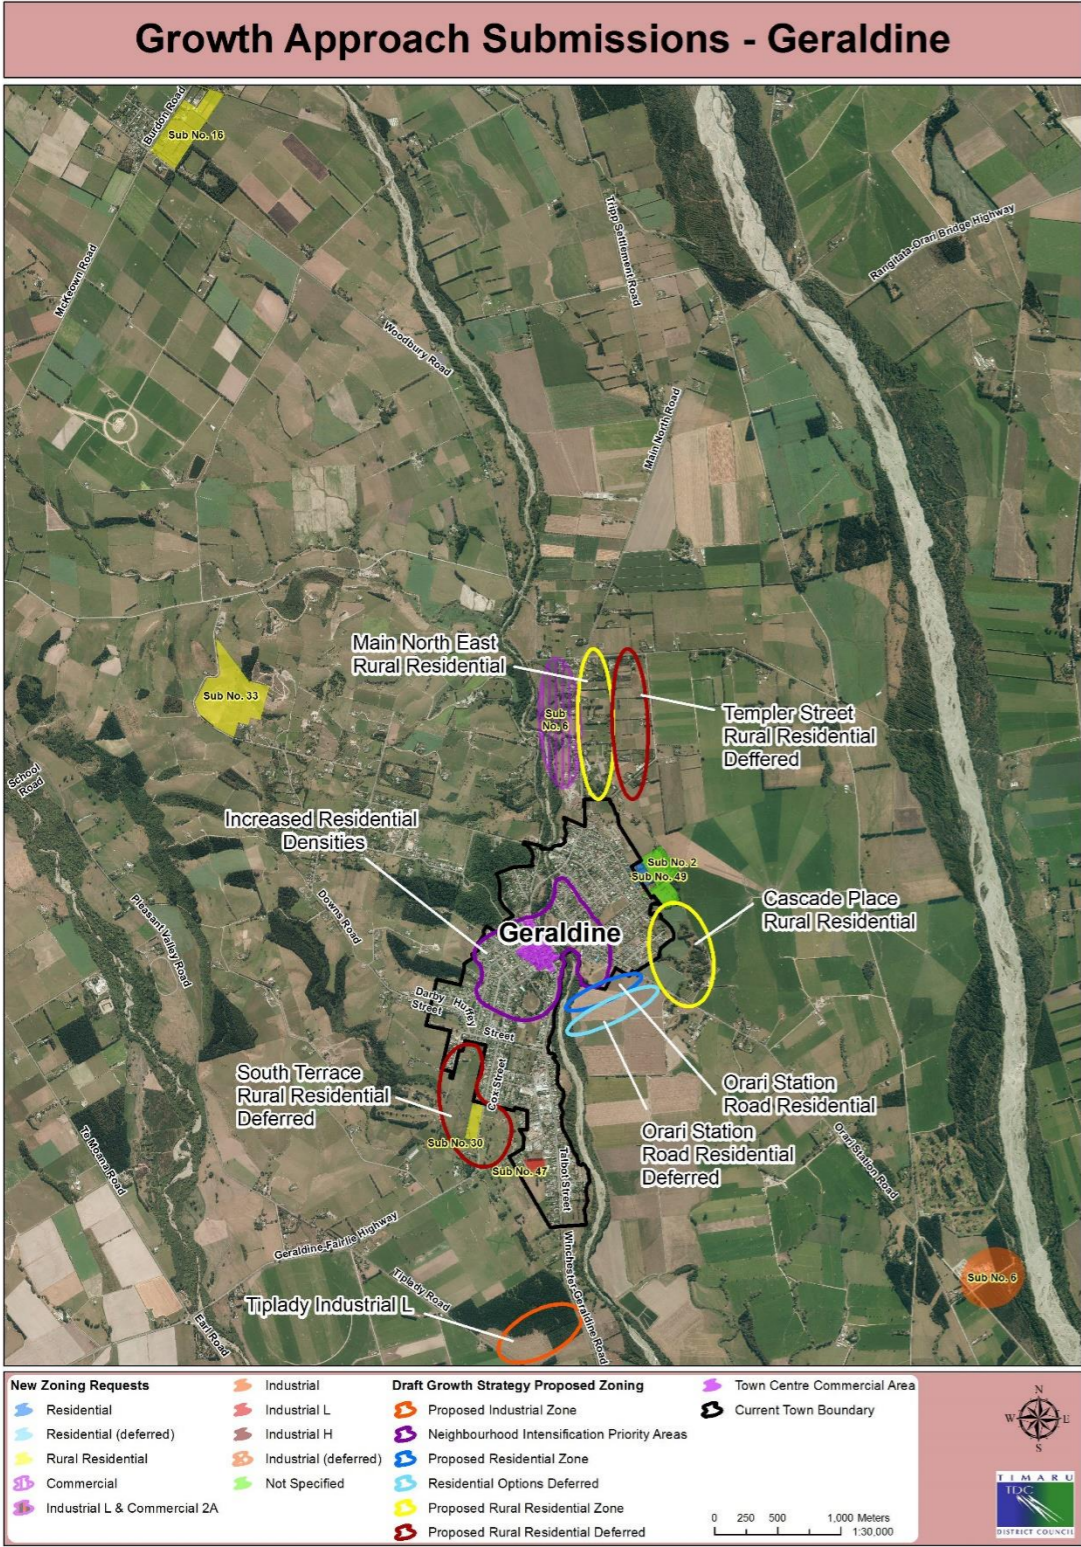 Growth Approach Submissions - Geraldine
Burdon Road
Sub No. 16
McKeown Road
Woodbury Road
Tripp Settlement Road
Rangitata-Orari Bridge Highway
Main North Road
Main North East
Rural Residential
Sub No. 33
Sub
No. 6
Templer Street
Rural Residential
Deffered
School
Road
Increased Residential
Densities
Sub No. 2
Sub No. 49
Pleasant Valley Road
Downs Road
Cascade Place
Rural Residential
Geraldine
Darby
Street
Huffey
Street
Cox Street
South Terrace
Rural Residential
Deferred
Orari Station
Road Residential
Orari Station
Road Residential
Deferred
Sub No. 30
Sub No. 47
Talbot Street
Te Moana Road
Orari Station Road
Geraldine-Fairlie Highway
Sub No. 6
Tiplady Road
Winchester-Geraldine Road
Tiplady Industrial L
Earl Road
New Zoning Requests
Residential
Residential (deferred)
Rural Residential
Commercial
Industrial L & Commercial 2A
Industrial
Industrial L
Industrial H
Industrial (deferred)
Not Specified
Draft Growth Strategy Proposed Zoning
Proposed Industrial Zone
Neighbourhood Intensification Priority Areas
Proposed Residential Zone
Residential Options Deferred
Proposed Rural Residential Zone
Proposed Rural Residential Deferred
Town Centre Commercial Area
Current Town Boundary
0 250 500 1,000 Meters
1:30,000
N
W E
S
TIMARU
TDC
DISTRICT COUNCIL